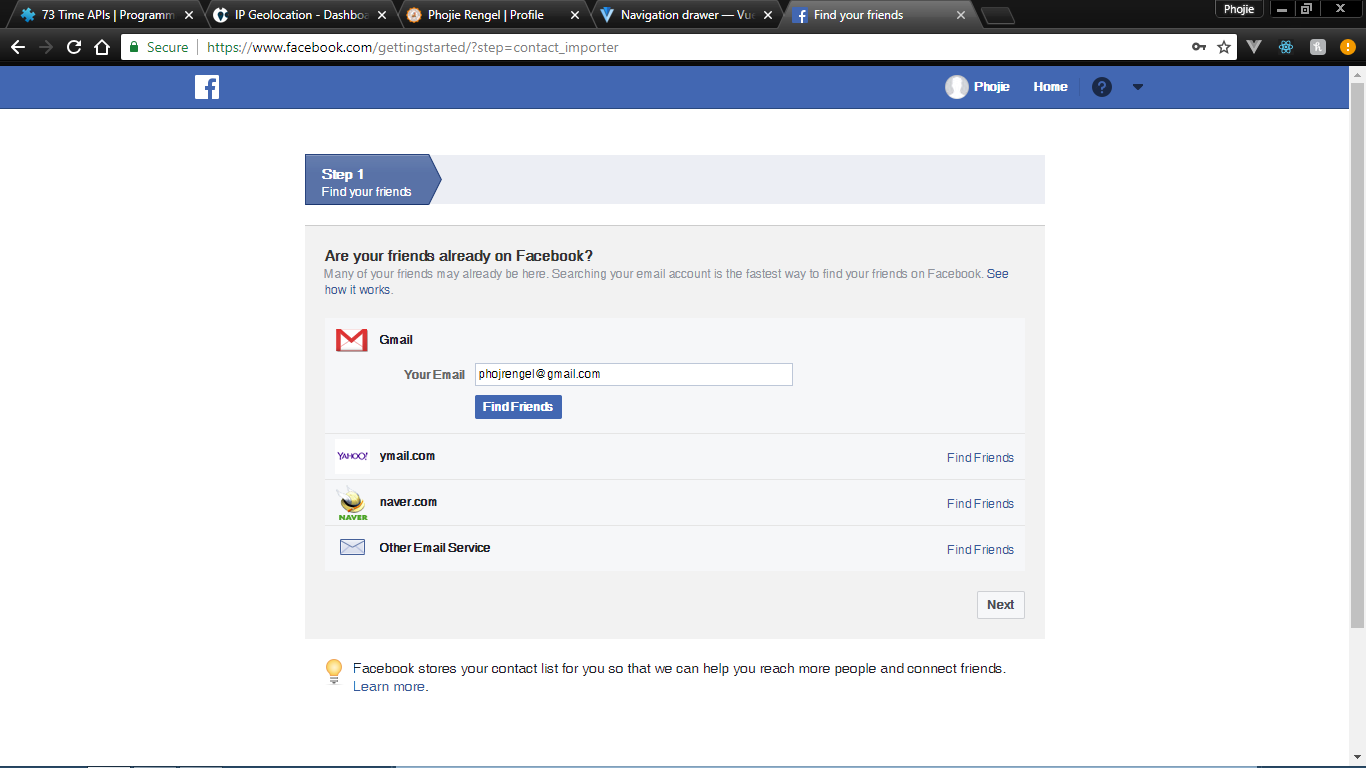 73 Time APIs | Programm
IP Geolocation - Dashboa
Phojie Rengel | Profile
Navigation drawer — Vue
Find your friends
Phojie
Secure
https://www.facebook.com/gettingstarted/?step=contact_importer
Phojie
Home
?
Step 1
Find your friends
Are your friends already on Facebook?
Many of your friends may already be here. Searching your email account is the fastest way to find your friends on Facebook. See
how it works.
Gmail
Your Email
phojrengel@gmail.com
Find Friends
YAHOO!
ymail.com
Find Friends
NAVER
naver.com
Find Friends
Other Email Service
Find Friends
Next
Facebook stores your contact list for you so that we can help you reach more people and connect friends.
Learn more.